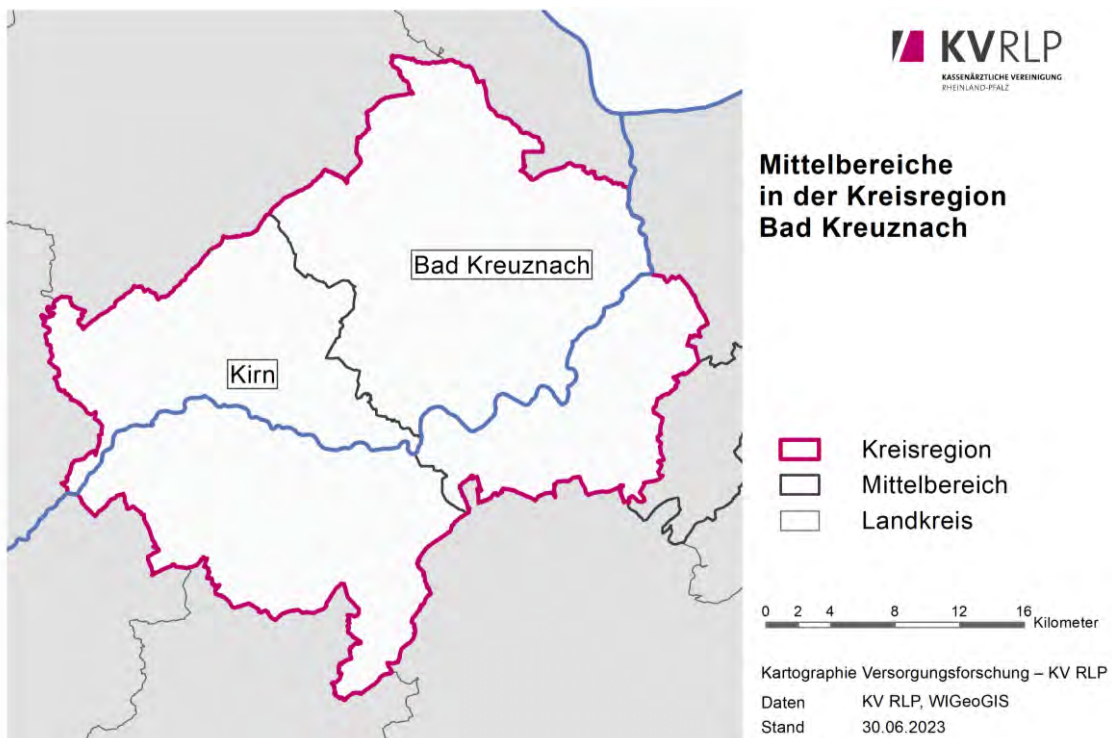 KVRLP
KASSENÄRZTLICHE VEREINIGUNG
RHEINLAND-PFALZ
Mittelbereiche
in der Kreisregion
Bad Kreuznach
Bad Kreuznach
Kirn
Kreisregion
Mittelbereich
Landkreis
0 2 4 8 12 16 Kilometer
Kartographie Versorgungsforschung – KV RLP
Daten KV RLP, WIGeoGIS
Stand 30.06.2023